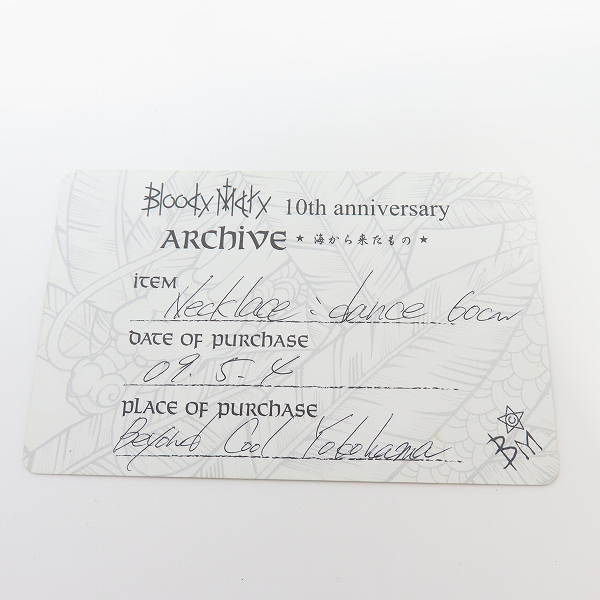 Bloody Mary 10th anniversary
ARCHIVE ★ 海から来たもの ★
ITEM
Necklace : dance 60cm
DATE OF PURCHASE
09. 5-4
PLACE OF PURCHASE
Beyond Cool Yokohama
C
BM